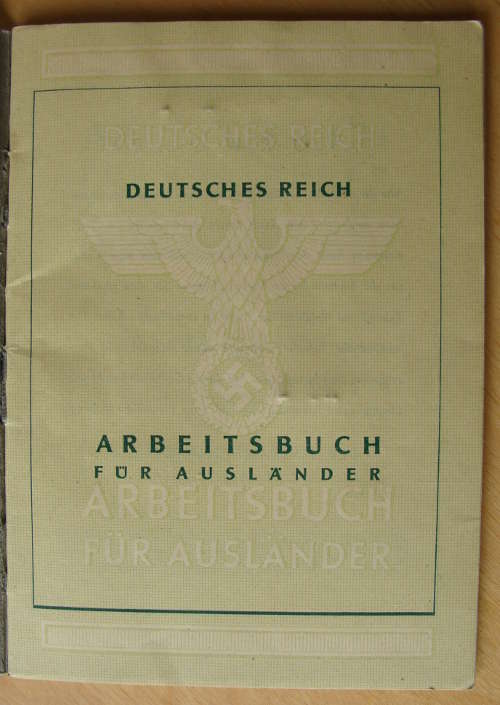 DEUTSCHES REICH
DEUTSCHES REICH
ARBEITSBUCH
FÜR AUSLÄNDER
ARBEITSBUCH
FÜR AUSLÄNDER